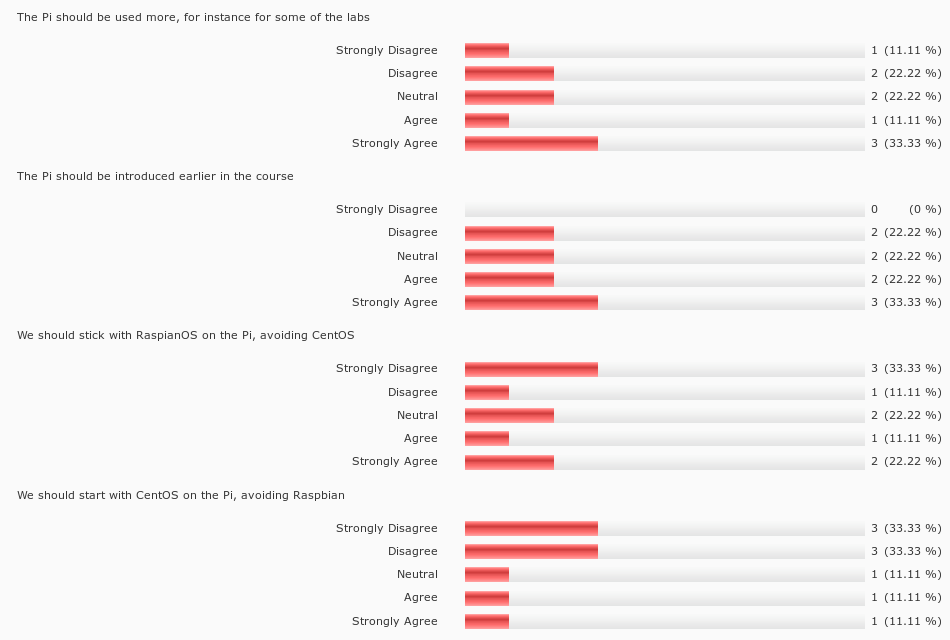 The Pi should be used more, for instance for some of the labs
Strongly Disagree 1 (11.11 %)
Disagree 2 (22.22 %)
Neutral 2 (22.22 %)
Agree 1 (11.11 %)
Strongly Agree 3 (33.33 %)
The Pi should be introduced earlier in the course
Strongly Disagree 0 (0 %)
Disagree 2 (22.22 %)
Neutral 2 (22.22 %)
Agree 2 (22.22 %)
Strongly Agree 3 (33.33 %)
We should stick with RaspianOS on the Pi, avoiding CentOS
Strongly Disagree 3 (33.33 %)
Disagree 1 (11.11 %)
Neutral 2 (22.22 %)
Agree 1 (11.11 %)
Strongly Agree 2 (22.22 %)
We should start with CentOS on the Pi, avoiding Raspbian
Strongly Disagree 3 (33.33 %)
Disagree 3 (33.33 %)
Neutral 1 (11.11 %)
Agree 1 (11.11 %)
Strongly Agree 1 (11.11 %)